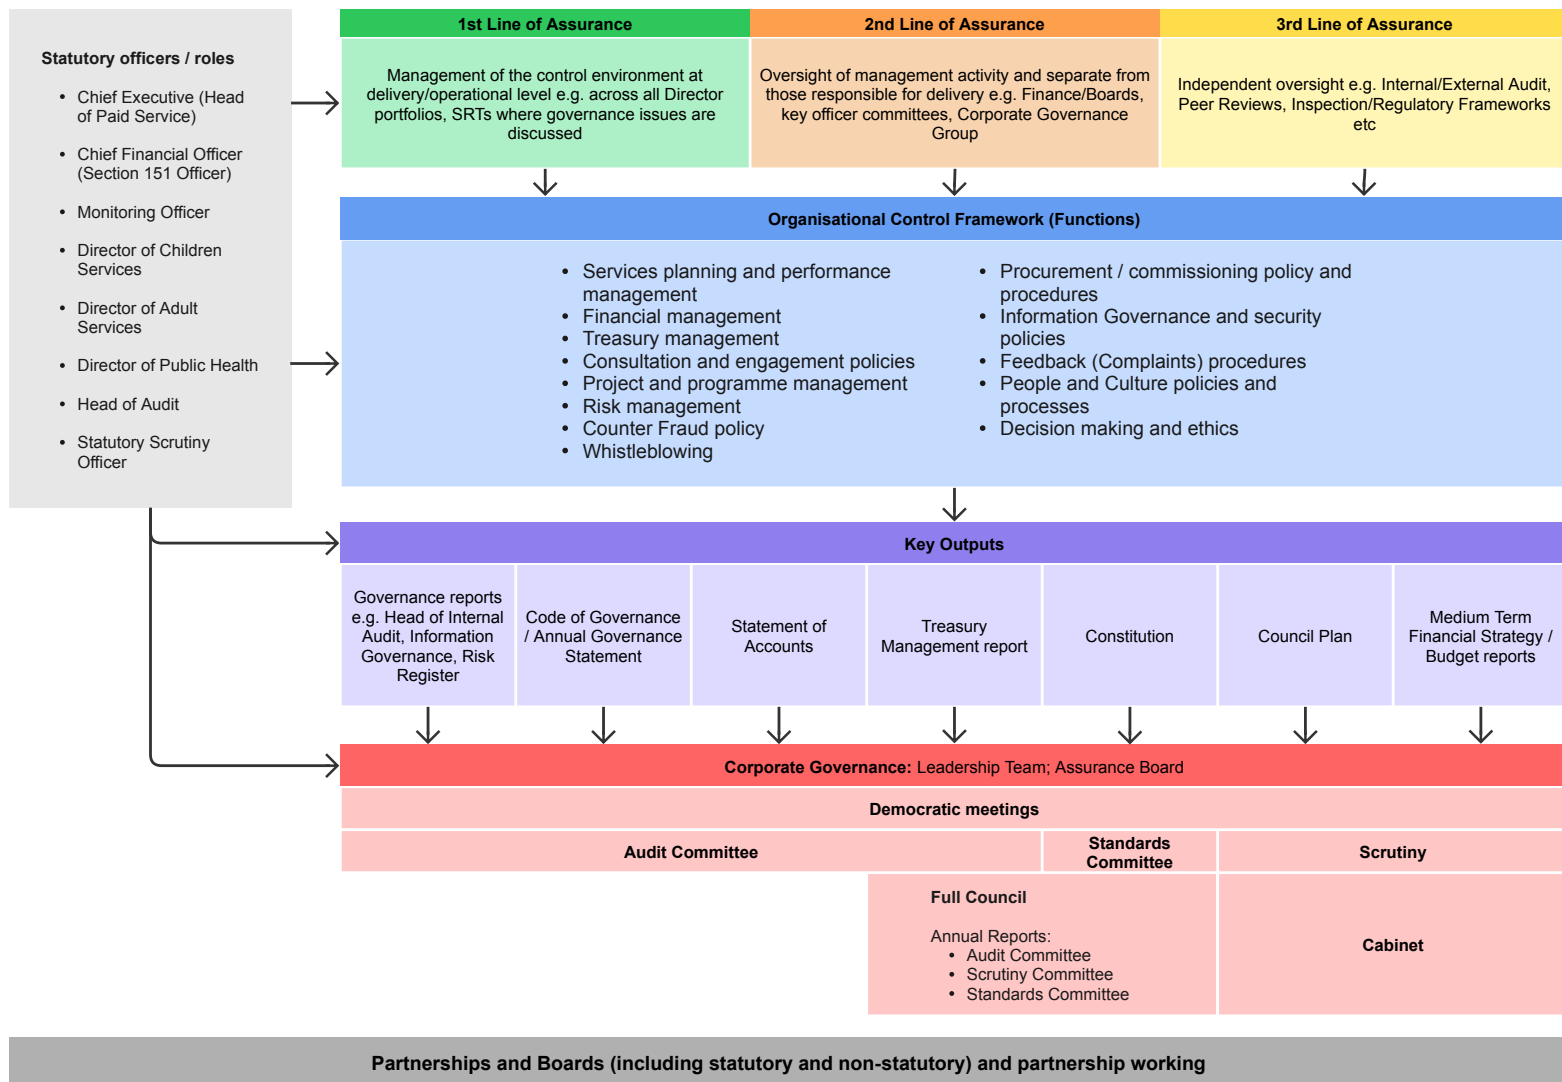 Statutory officers / roles
• Chief Executive (Head
of Paid Service)
• Chief Financial Officer
(Section 151 Officer)
• Monitoring Officer
• Director of Children
Services
• Director of Adult
Services
• Director of Public Health
• Head of Audit
• Statutory Scrutiny
Officer
1st Line of Assurance
Management of the control environment at
delivery/operational level e.g. across all Director
portfolios, SRTs where governance issues are
discussed
2nd Line of Assurance
Oversight of management activity and separate from
those responsible for delivery e.g. Finance/Boards,
key officer committees, Corporate Governance
Group
3rd Line of Assurance
Independent oversight e.g. Internal/External Audit,
Peer Reviews, Inspection/Regulatory Frameworks
etc
Organisational Control Framework (Functions)
• Services planning and performance
management
• Financial management
• Treasury management
• Consultation and engagement policies
• Project and programme management
• Risk management
• Counter Fraud policy
• Whistleblowing
• Procurement / commissioning policy and
procedures
• Information Governance and security
policies
• Feedback (Complaints) procedures
• People and Culture policies and
processes
• Decision making and ethics
Key Outputs
Governance reports
e.g. Head of Internal
Audit, Information
Governance, Risk
Register
Code of Governance
/ Annual Governance
Statement
Statement of
Accounts
Treasury
Management report
Constitution
Council Plan
Medium Term
Financial Strategy /
Budget reports
Corporate Governance: Leadership Team; Assurance Board
Democratic meetings
Audit Committee
Standards
Committee
Scrutiny
Full Council
Annual Reports:
• Audit Committee
• Scrutiny Committee
• Standards Committee
Cabinet
Partnerships and Boards (including statutory and non-statutory) and partnership working